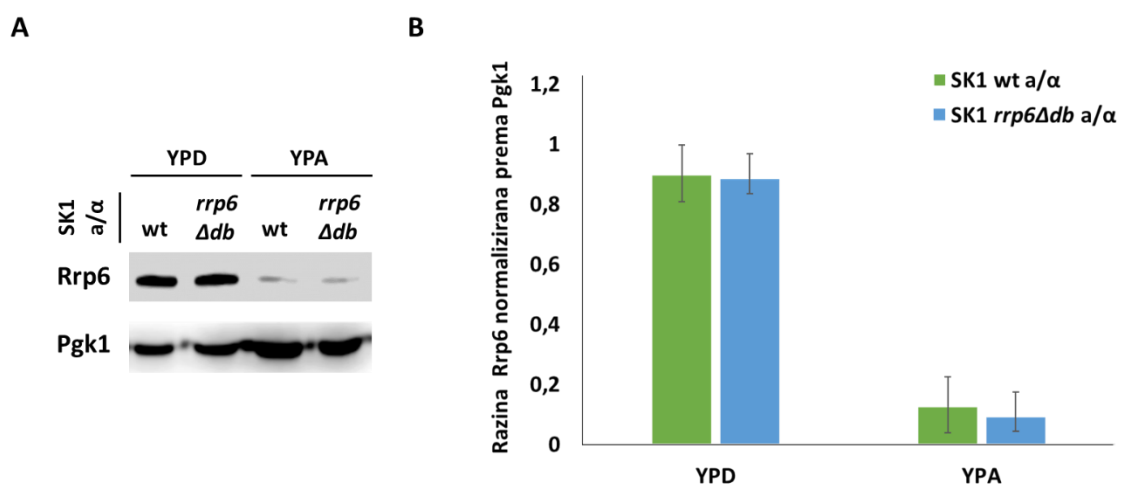 A
YPD YPA
SK1 a/α
wt rrp6 Δdb wt rrp6 Δdb
Rrp6
Pgk1
B
Razina Rrp6 normalizirana prema Pgk1
1,2
1
0,8
0,6
0,4
0,2
0
YPD YPA
SK1 wt a/α
SK1 rrp6Δdb a/α